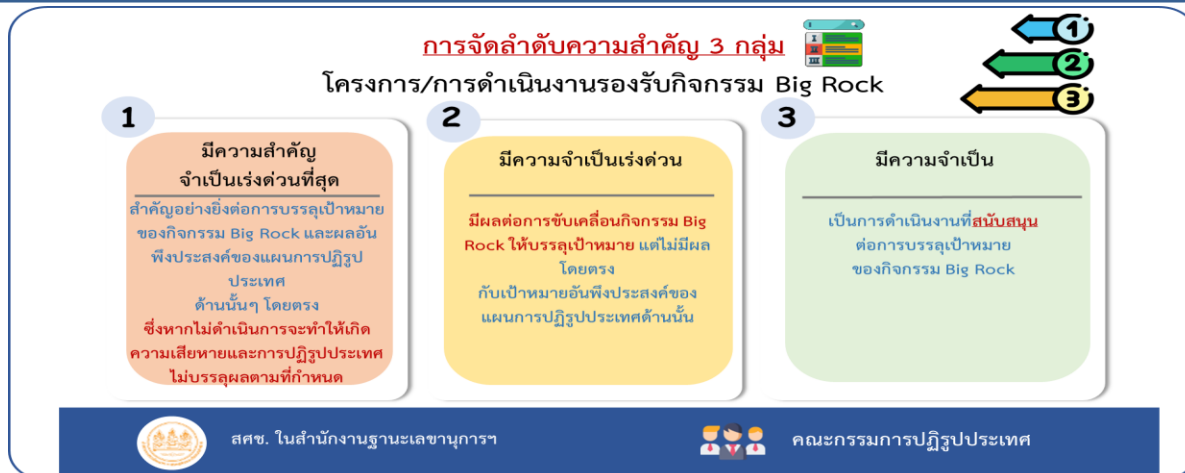 การจัดลำดับความสำคัญ 3 กลุ่ม
I
II
III
1
2
3
โครงการ/การดำเนินงานรองรับกิจกรรม Big Rock
1
มีความสำคัญ
จำเป็นเร่งด่วนที่สุด
สำคัญอย่างยิ่งต่อการบรรลุเป้าหมาย
ของกิจกรรม Big Rock และผลอัน
พึงประสงค์ของแผนการปฏิรูป
ประเทศ
ด้านนั้นๆ โดยตรง
ซึ่งหากไม่ดำเนินการจะทำให้เกิด
ความเสียหายและการปฏิรูปประเทศ
ไม่บรรลุผลตามที่กำหนด
2
มีความจำเป็นเร่งด่วน
มีผลต่อการขับเคลื่อนกิจกรรม Big
Rock ให้บรรลุเป้าหมาย แต่ไม่มีผล
โดยตรง
กับเป้าหมายอันพึงประสงค์ของ
แผนการปฏิรูปประเทศด้านนั้น
3
มีความจำเป็น
เป็นการดำเนินงานที่สนับสนุน
ต่อการบรรลุเป้าหมาย
ของกิจกรรม Big Rock
สศช. ในสำนักงานฐานะเลขานุการฯ
คณะกรรมการปฏิรูปประเทศ